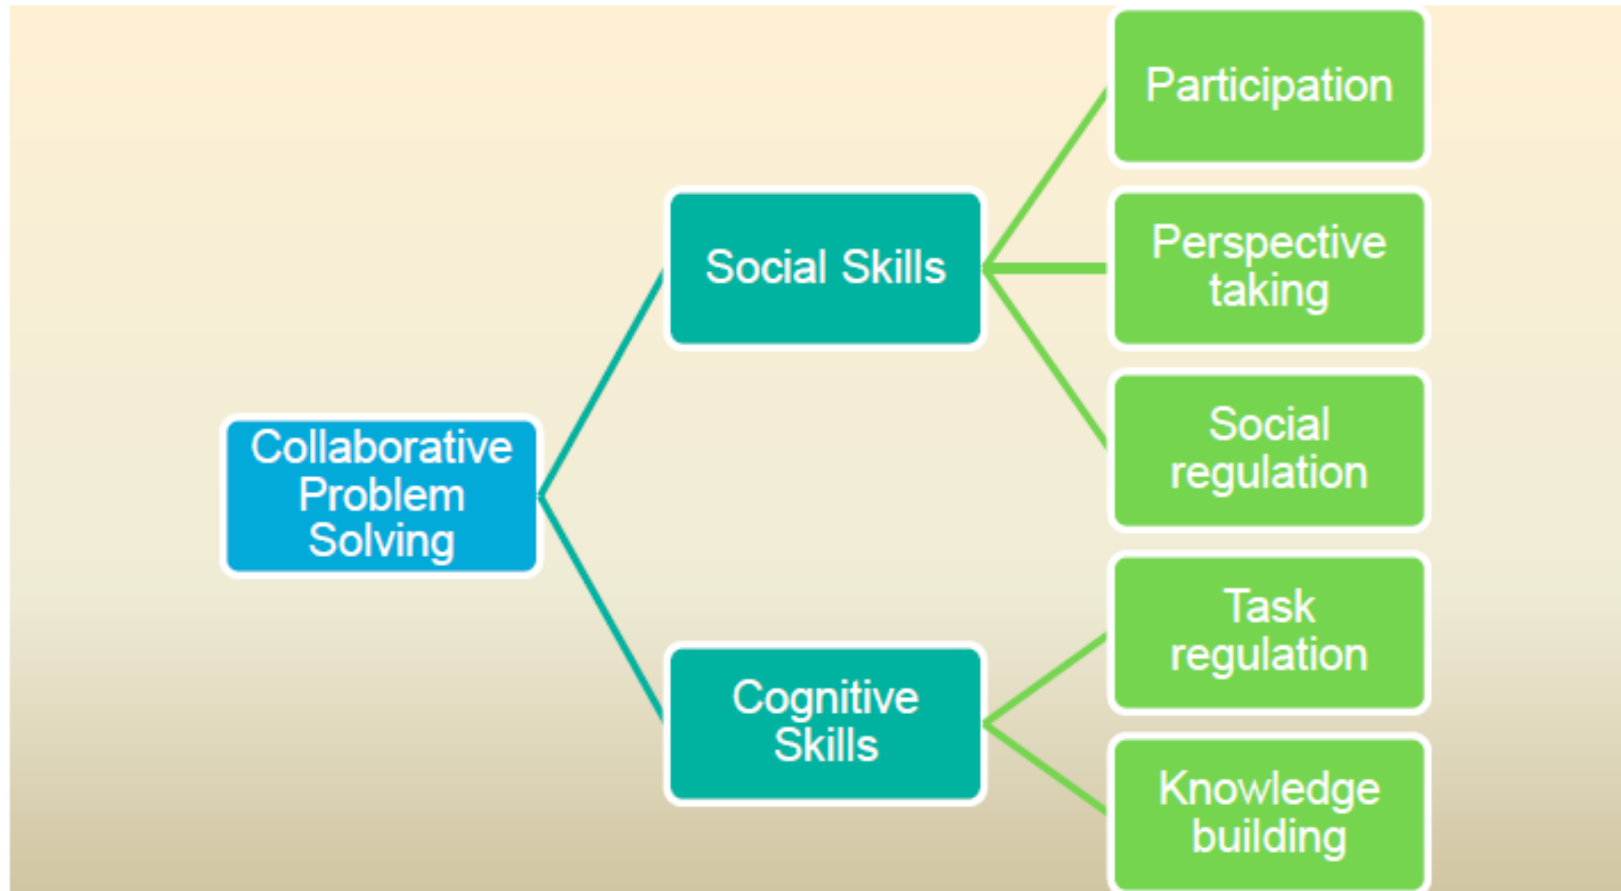 Collaborative
Problem
Solving
Social Skills
Cognitive
Skills
Participation
Perspective
taking
Social
regulation
Task
regulation
Knowledge
building